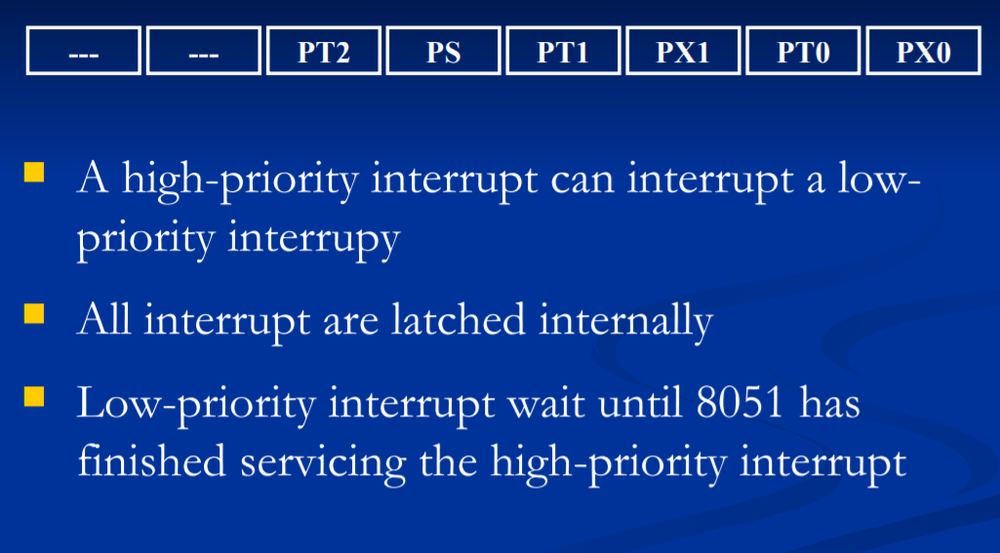 --- --- PT2 PS PT1 PX1 PT0 PX0
A high-priority interrupt can interrupt a low-
priority interrupy
All interrupt are latched internally
Low-priority interrupt wait until 8051 has
finished servicing the high-priority interrupt